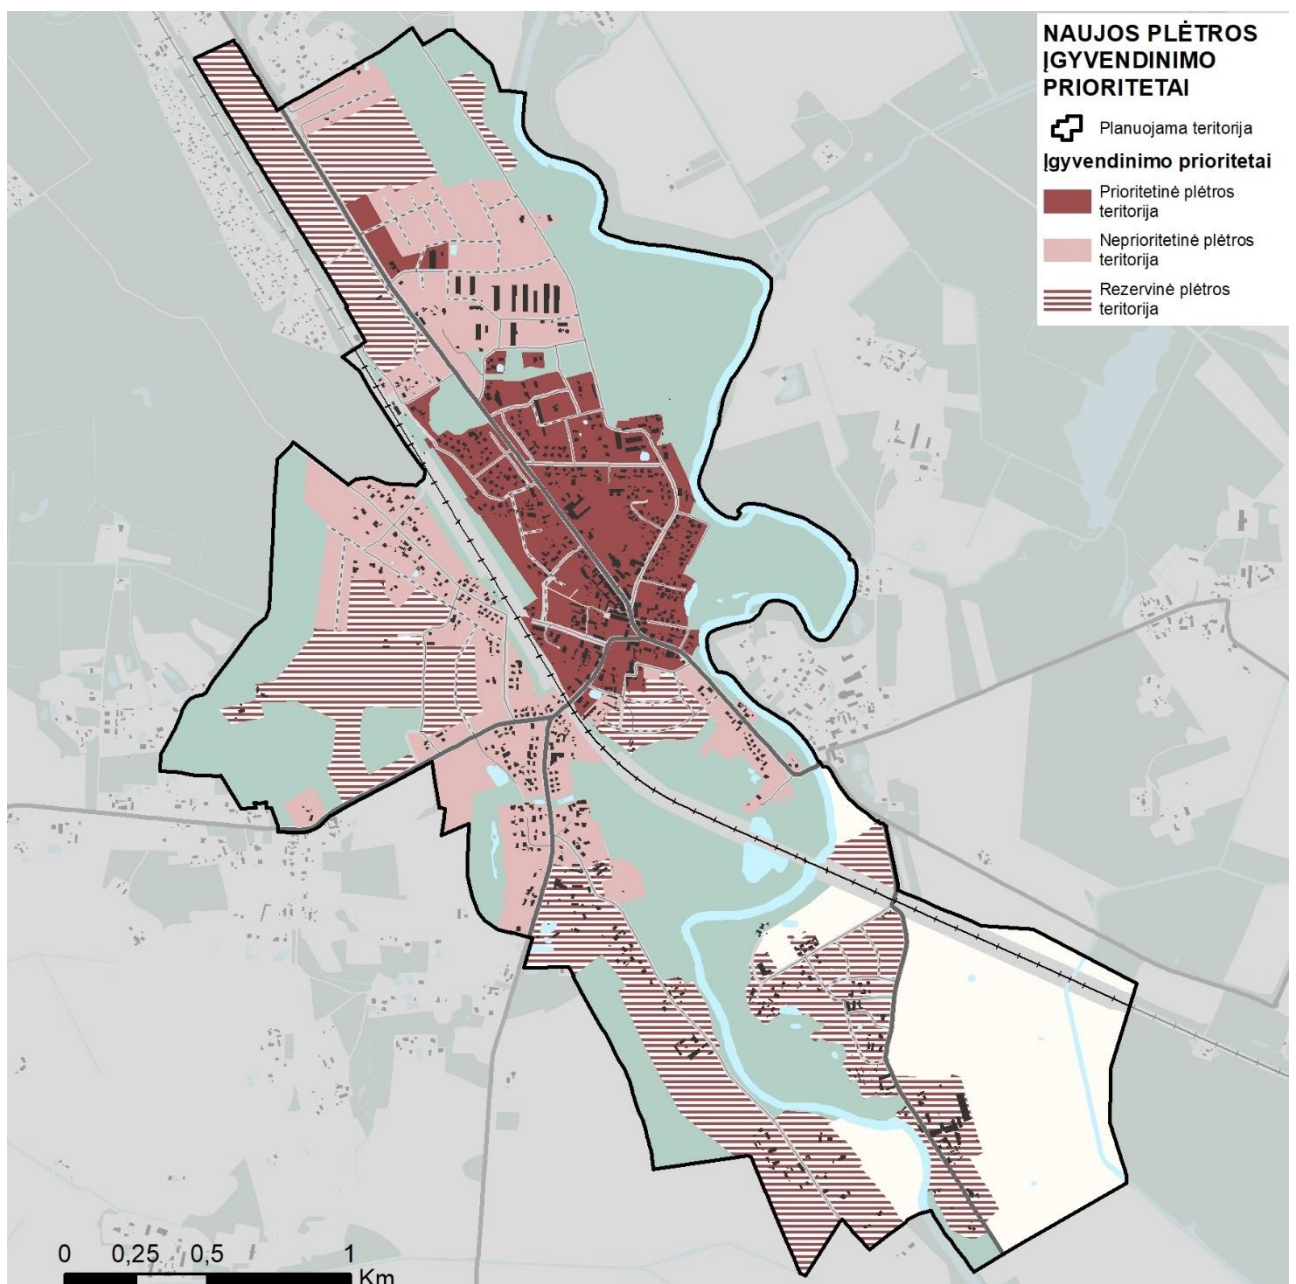 NAUJOS PLĖTROS
ĮGYVENDINIMO
PRIORITETAI
Planuojama teritorija
Įgyvendinimo prioritetai
Prioritetinė plėtros
teritorija
Neprioritetinė plėtros
teritorija
Rezervinė plėtros
teritorija
0 0,25 0,5 1
Km